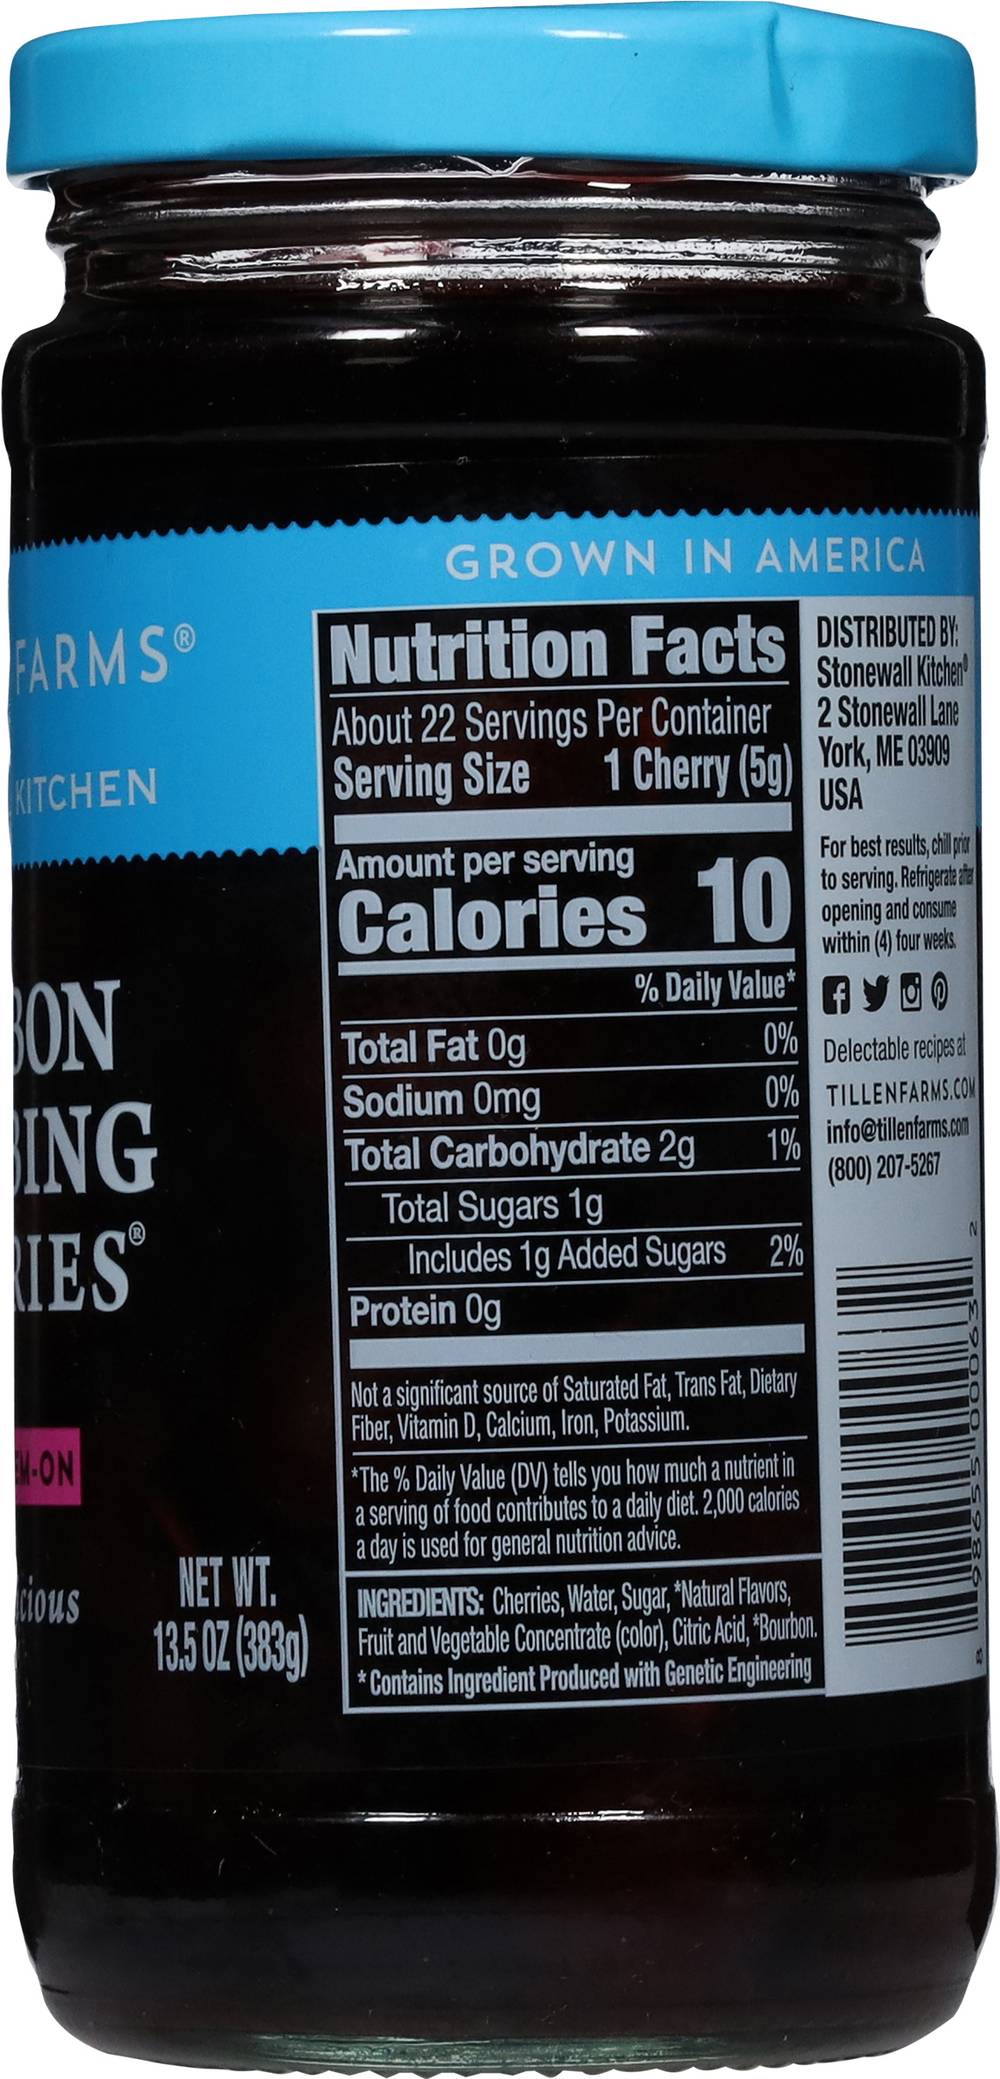 GROWN IN AMERICA
FARMS®
KITCHEN
BON
BING
RIES®
EM-ON
cious
NET WT.
13.5 OZ (383g)
Nutrition Facts
About 22 Servings Per Container
Serving Size 1 Cherry (5g)
Amount per serving
Calories 10
% Daily Value*
Total Fat 0g 0%
Sodium 0mg 0%
Total Carbohydrate 2g 1%
Total Sugars 1g
Includes 1g Added Sugars 2%
Protein 0g
Not a significant source of Saturated Fat, Trans Fat, Dietary
Fiber, Vitamin D, Calcium, Iron, Potassium.
*The % Daily Value (DV) tells you how much a nutrient in
a serving of food contributes to a daily diet. 2,000 calories
a day is used for general nutrition advice.
INGREDIENTS: Cherries, Water, Sugar, *Natural Flavors,
Fruit and Vegetable Concentrate (color), Citric Acid, *Bourbon.
* Contains Ingredient Produced with Genetic Engineering
DISTRIBUTED BY:
Stonewall Kitchen®
2 Stonewall Lane
York, ME 03909
USA
For best results, chill prior
to serving. Refrigerate after
opening and consume
within (4) four weeks.
Delectable recipes at
TILLENFARMS.COM
info@tillenfarms.com
(800) 207-5267
8 98655 00063 2